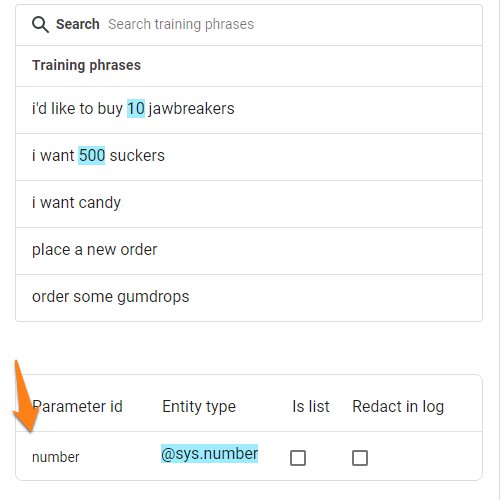 Search Search training phrases
Training phrases
i'd like to buy 10 jawbreakers
i want 500 suckers
i want candy
place a new order
order some gumdrops
Parameter id Entity type Is list Redact in log
number @sys.number